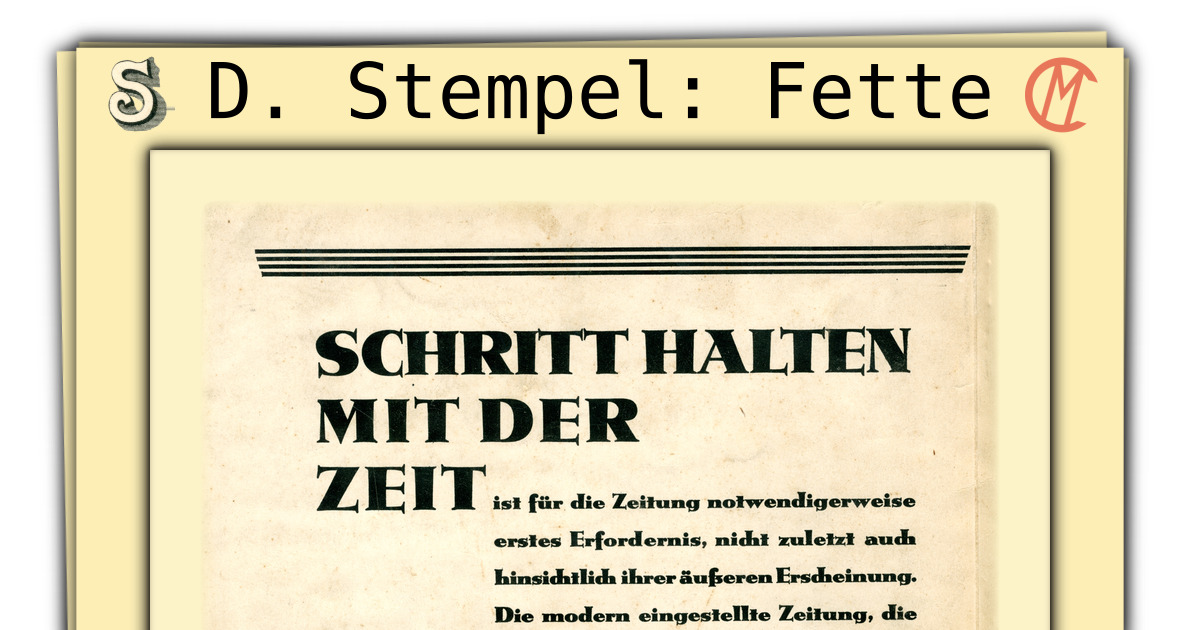 S D. Stempel: Fette CM
SCHRITT HALTEN
MIT DER
ZEIT ist für die Zeitung notwendigerweise
erstes Erfordernis, nicht zuletzt auch
hinsichtlich ihrer äußeren Erscheinung.
Die modern eingestellte Zeitung, die